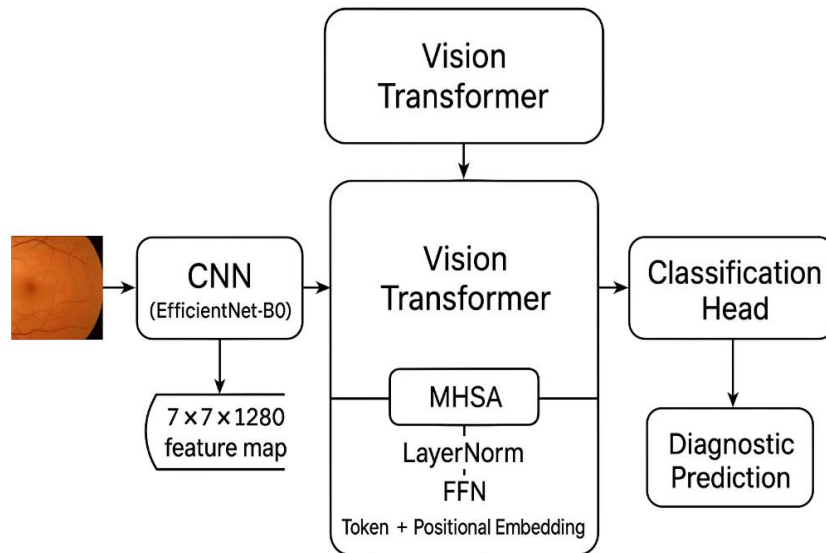 Vision
Transformer
CNN
(EfficientNet-B0)
7×7×1280
feature map
Vision
Transformer
MHSA
LayerNorm
FFN
Token + Positional Embedding
Classification
Head
Diagnostic
Prediction